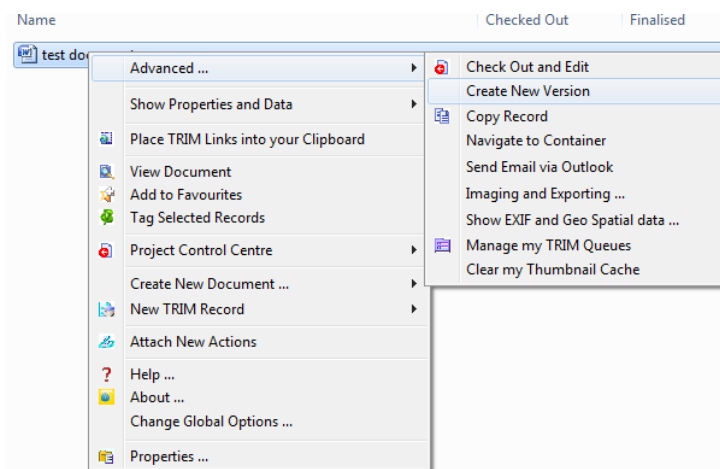 Name Checked Out Finalised
test doc
Advanced ...
Show Properties and Data
Place TRIM Links into your Clipboard
View Document
Add to Favourites
Tag Selected Records
Project Control Centre
Create New Document ...
New TRIM Record
Attach New Actions
Help ...
About ...
Change Global Options ...
Properties ...
Check Out and Edit
Create New Version
Copy Record
Navigate to Container
Send Email via Outlook
Imaging and Exporting ...
Show EXIF and Geo Spatial data ...
Manage my TRIM Queues
Clear my Thumbnail Cache